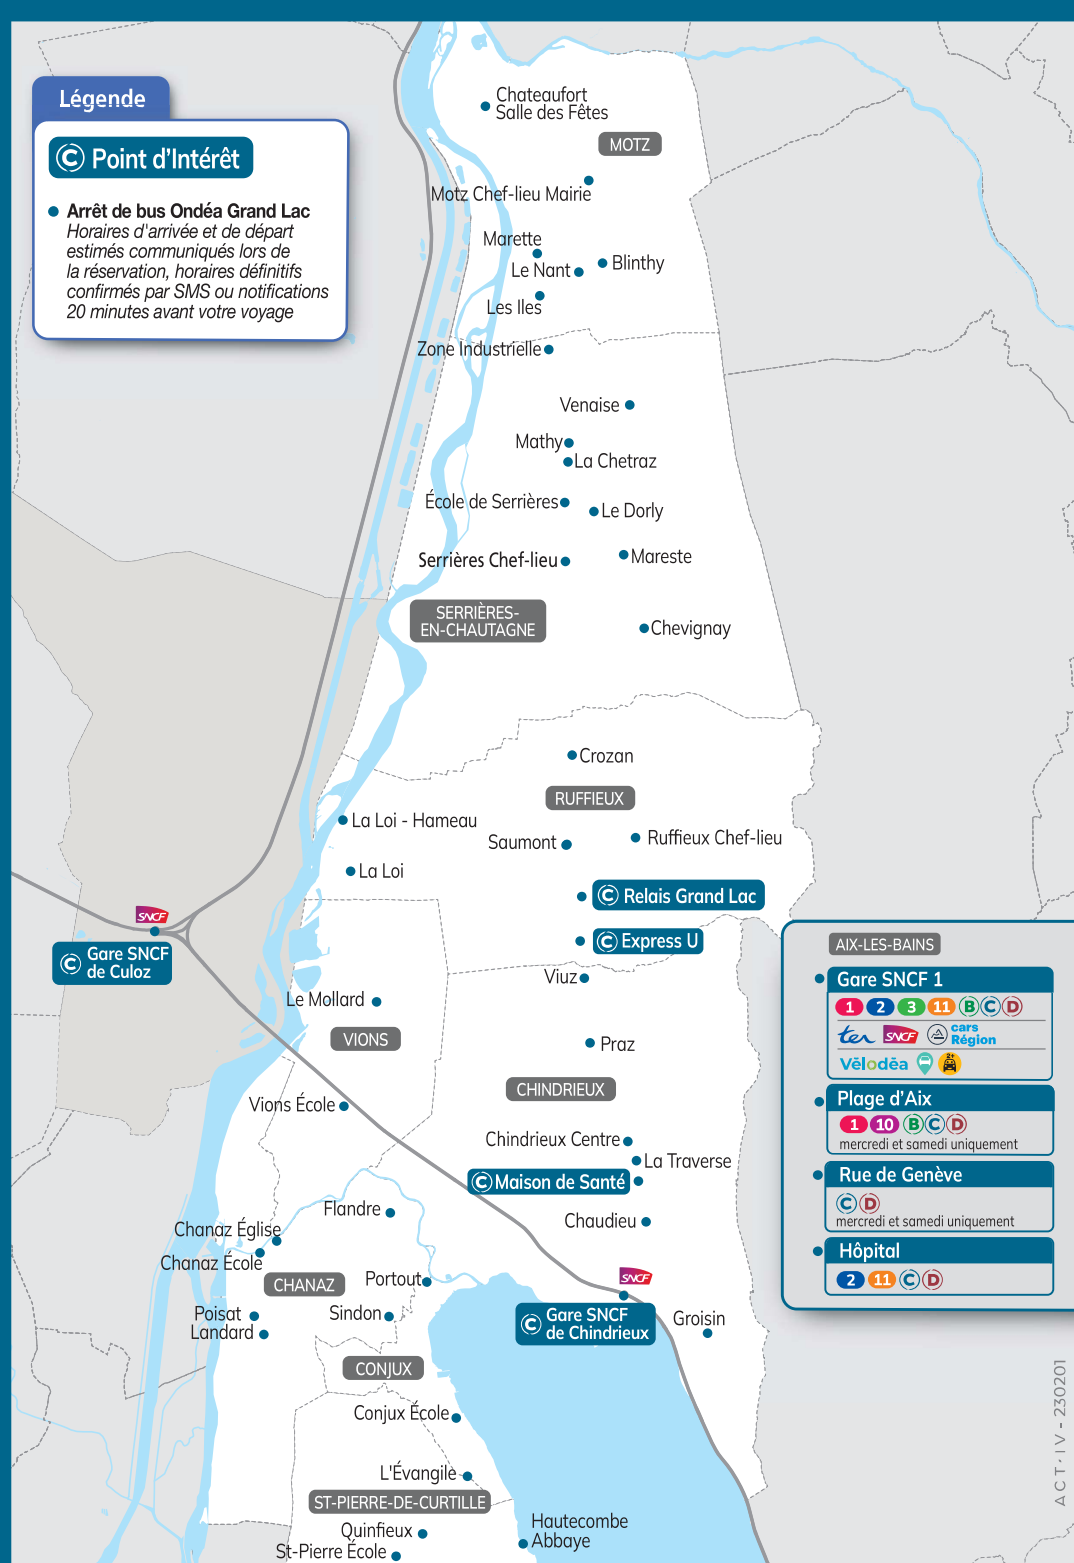 Légende
C Point d'Intérêt
Arrêt de bus Ondéa Grand Lac
Horaires d'arrivée et de départ
estimés communiqués lors de
la réservation, horaires définitifs
confirmés par SMS ou notifications
20 minutes avant votre voyage
Chateaufort
Salle des Fêtes
MOTZ
Motz Chef-lieu Mairie
Marette
Le Nant
Blinthy
Les Iles
Zone Industrielle
Venaise
Mathy
La Chetraz
École de Serrières
Le Dorly
Serrières Chef-lieu
Mareste
SERRIÈRES-
EN-CHAUTAGNE
Chevignay
Crozan
RUFFIEUX
La Loi - Hameau
Saumont
Ruffieux Chef-lieu
La Loi
C Relais Grand Lac
SNCF
C Gare SNCF
de Culoz
C Express U
Viuz
Le Mollard
VIONS
Praz
CHINDRIEUX
Vions École
Chindrieux Centre
La Traverse
C Maison de Santé
Flandre
Chaudieu
Chanaz Église
Chanaz École
CHANAZ
Portout
SNCF
Poisat
Landard
Sindon
C Gare SNCF
de Chindrieux
Groisin
CONJUX
Conjux École
L'Évangile
ST-PIERRE-DE-CURTILLE
Quinfieux
St-Pierre École
Hautecombe
Abbaye
AIX-LES-BAINS
Gare SNCF 1
1 2 3 11 B C D
ter SNCF cars
Région
Vélodéa 2+
Plage d'Aix
1 10 B C D
mercredi et samedi uniquement
Rue de Genève
C D
mercredi et samedi uniquement
Hôpital
2 11 C D
ACT-IV - 230201